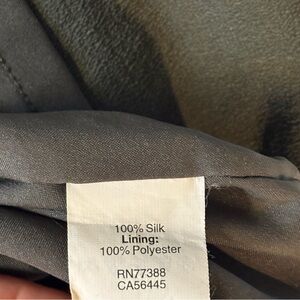 100% Silk
Lining:
100% Polyester
RN77388
CA56445